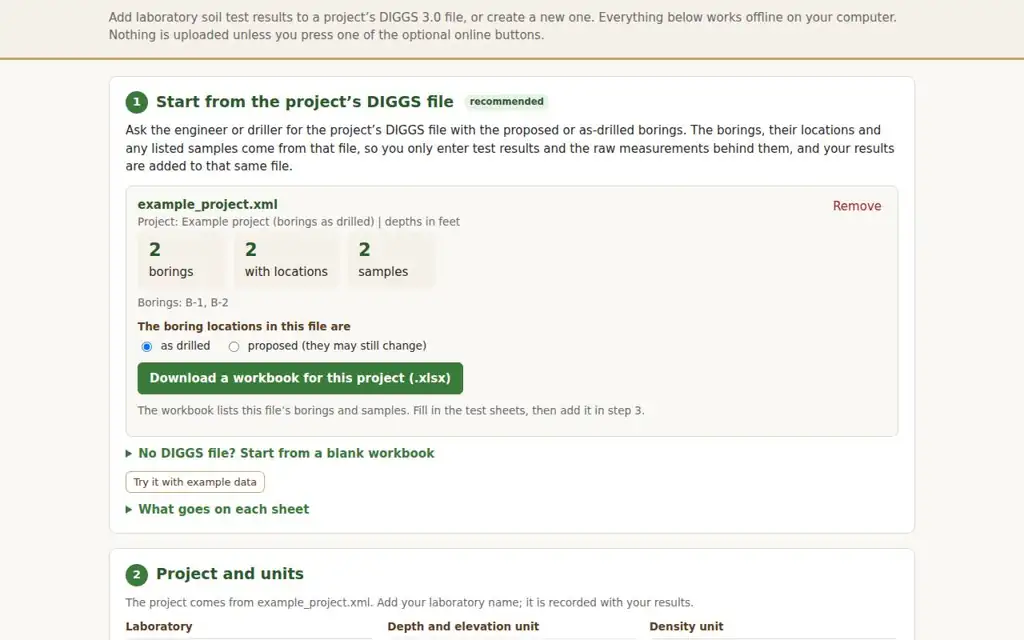 Add laboratory soil test results to a project’s DIGGS 3.0 file, or create a new one. Everything below works offline on your computer.
Nothing is uploaded unless you press one of the optional online buttons.
1 Start from the project’s DIGGS file recommended
Ask the engineer or driller for the project’s DIGGS file with the proposed or as-drilled borings. The borings, their locations and
any listed samples come from that file, so you only enter test results and the raw measurements behind them, and your results
are added to that same file.
example_project.xml
Remove
Project: Example project (borings as drilled) | depths in feet
2 2 2
borings with locations samples
Borings: B-1, B-2
The boring locations in this file are
as drilled proposed (they may still change)
Download a workbook for this project (.xlsx)
The workbook lists this file’s borings and samples. Fill in the test sheets, then add it in step 3.
No DIGGS file? Start from a blank workbook
Try it with example data
What goes on each sheet
2 Project and units
The project comes from example_project.xml. Add your laboratory name; it is recorded with your results.
Laboratory Depth and elevation unit Density unit